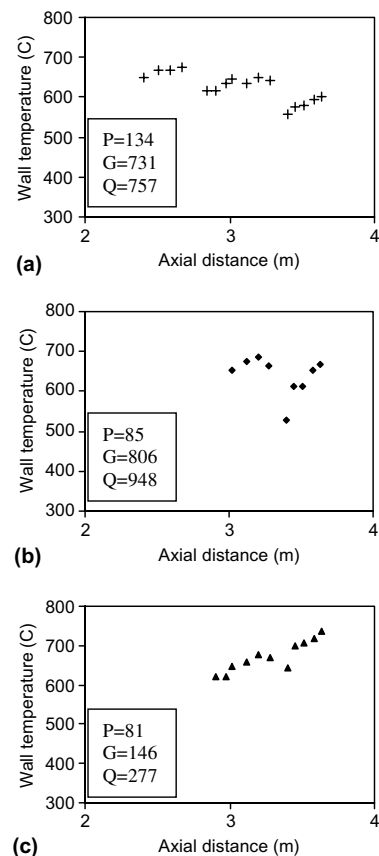 800
700
600
500
400
300
Wall temperature (C)
P=134
G=731
Q=757
2
3
4
Axial distance (m)
(a)
800
700
600
500
400
300
Wall temperature (C)
P=85
G=806
Q=948
2
3
4
Axial distance (m)
(b)
800
700
600
500
400
300
Wall temperature (C)
P=81
G=146
Q=277
2
3
4
Axial distance (m)
(c)